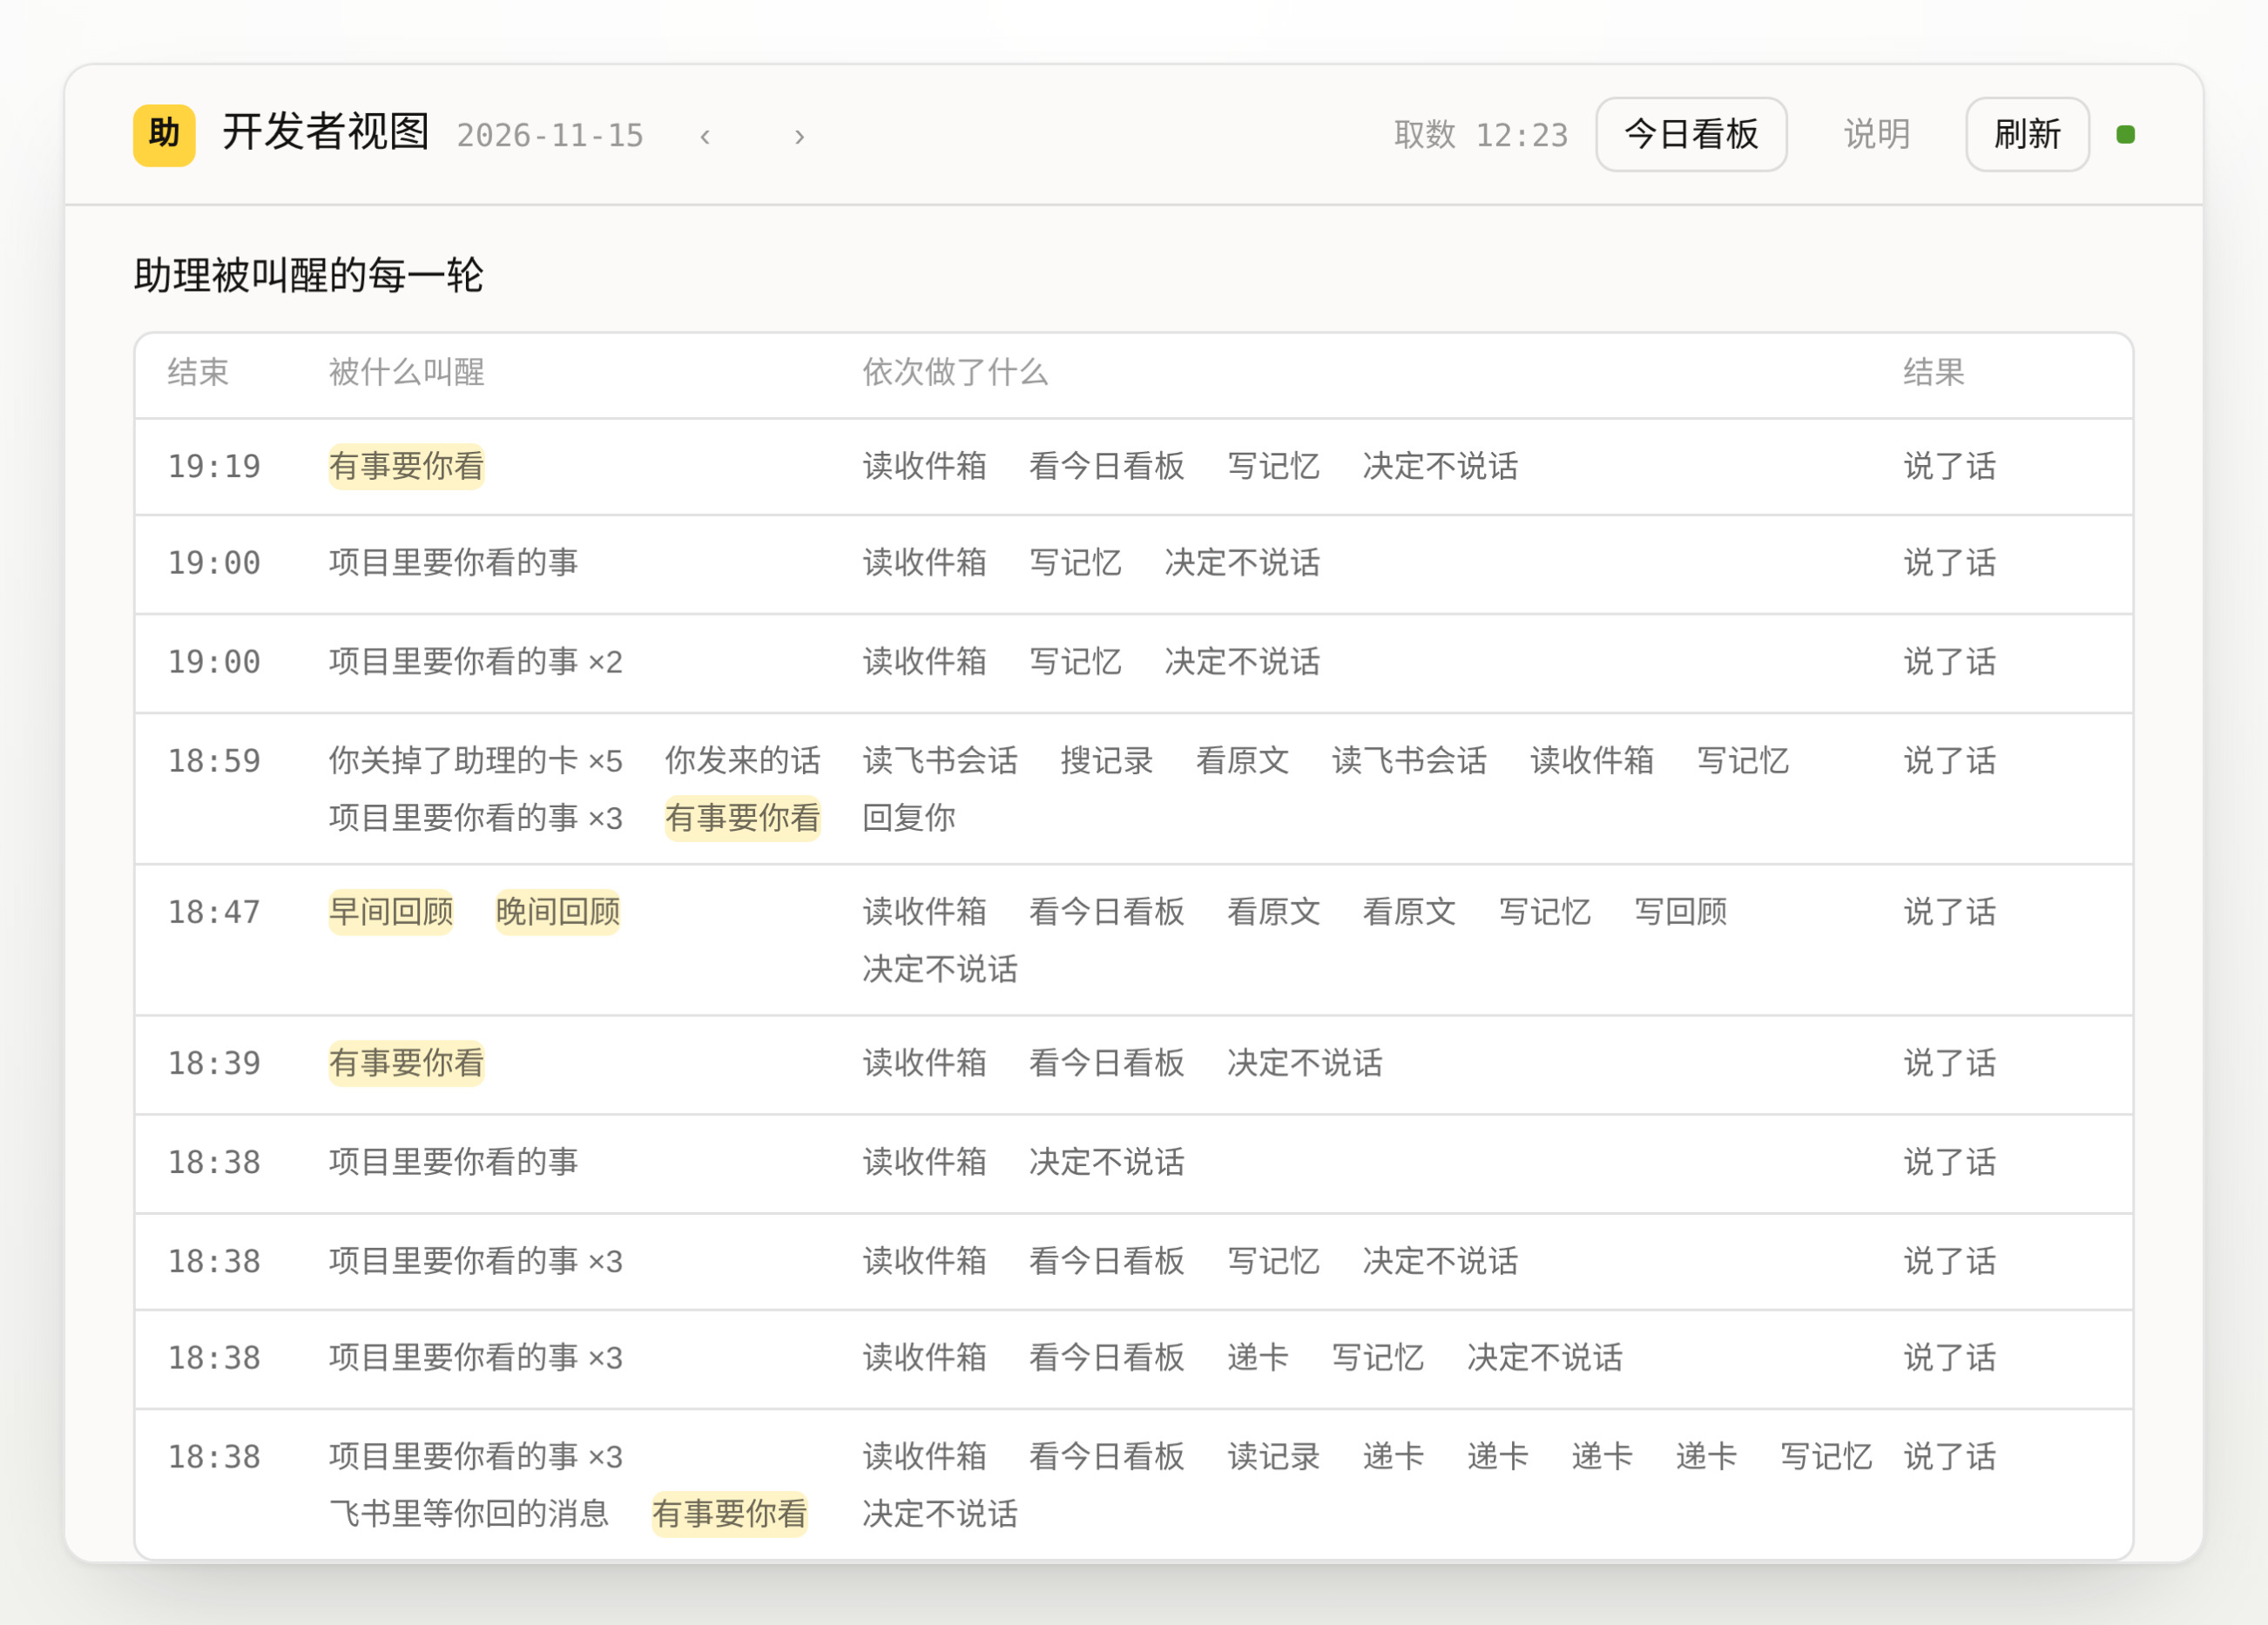 助 开发者视图 2026-11-15 ‹ › 取数 12:23 今日看板 说明 刷新
助理被叫醒的每一轮
结束 被什么叫醒 依次做了什么 结果
19:19 有事要你看 读收件箱 看今日看板 写记忆 决定不说话 说了话
19:00 项目里要你看的事 读收件箱 写记忆 决定不说话 说了话
19:00 项目里要你看的事 ×2 读收件箱 写记忆 决定不说话 说了话
18:59 你关掉了助理的卡 ×5 你发来的话 读飞书会话 搜记录 看原文 读飞书会话 读收件箱 写记忆 说了话
项目里要你看的事 ×3 有事要你看 回复你
18:47 早间回顾 晚间回顾 读收件箱 看今日看板 看原文 看原文 写记忆 写回顾 说了话
决定不说话
18:39 有事要你看 读收件箱 看今日看板 决定不说话 说了话
18:38 项目里要你看的事 读收件箱 决定不说话 说了话
18:38 项目里要你看的事 ×3 读收件箱 看今日看板 写记忆 决定不说话 说了话
18:38 项目里要你看的事 ×3 读收件箱 看今日看板 递卡 写记忆 决定不说话 说了话
18:38 项目里要你看的事 ×3 读收件箱 看今日看板 读记录 递卡 递卡 递卡 递卡 写记忆 说了话
飞书里等你回的消息 有事要你看 决定不说话